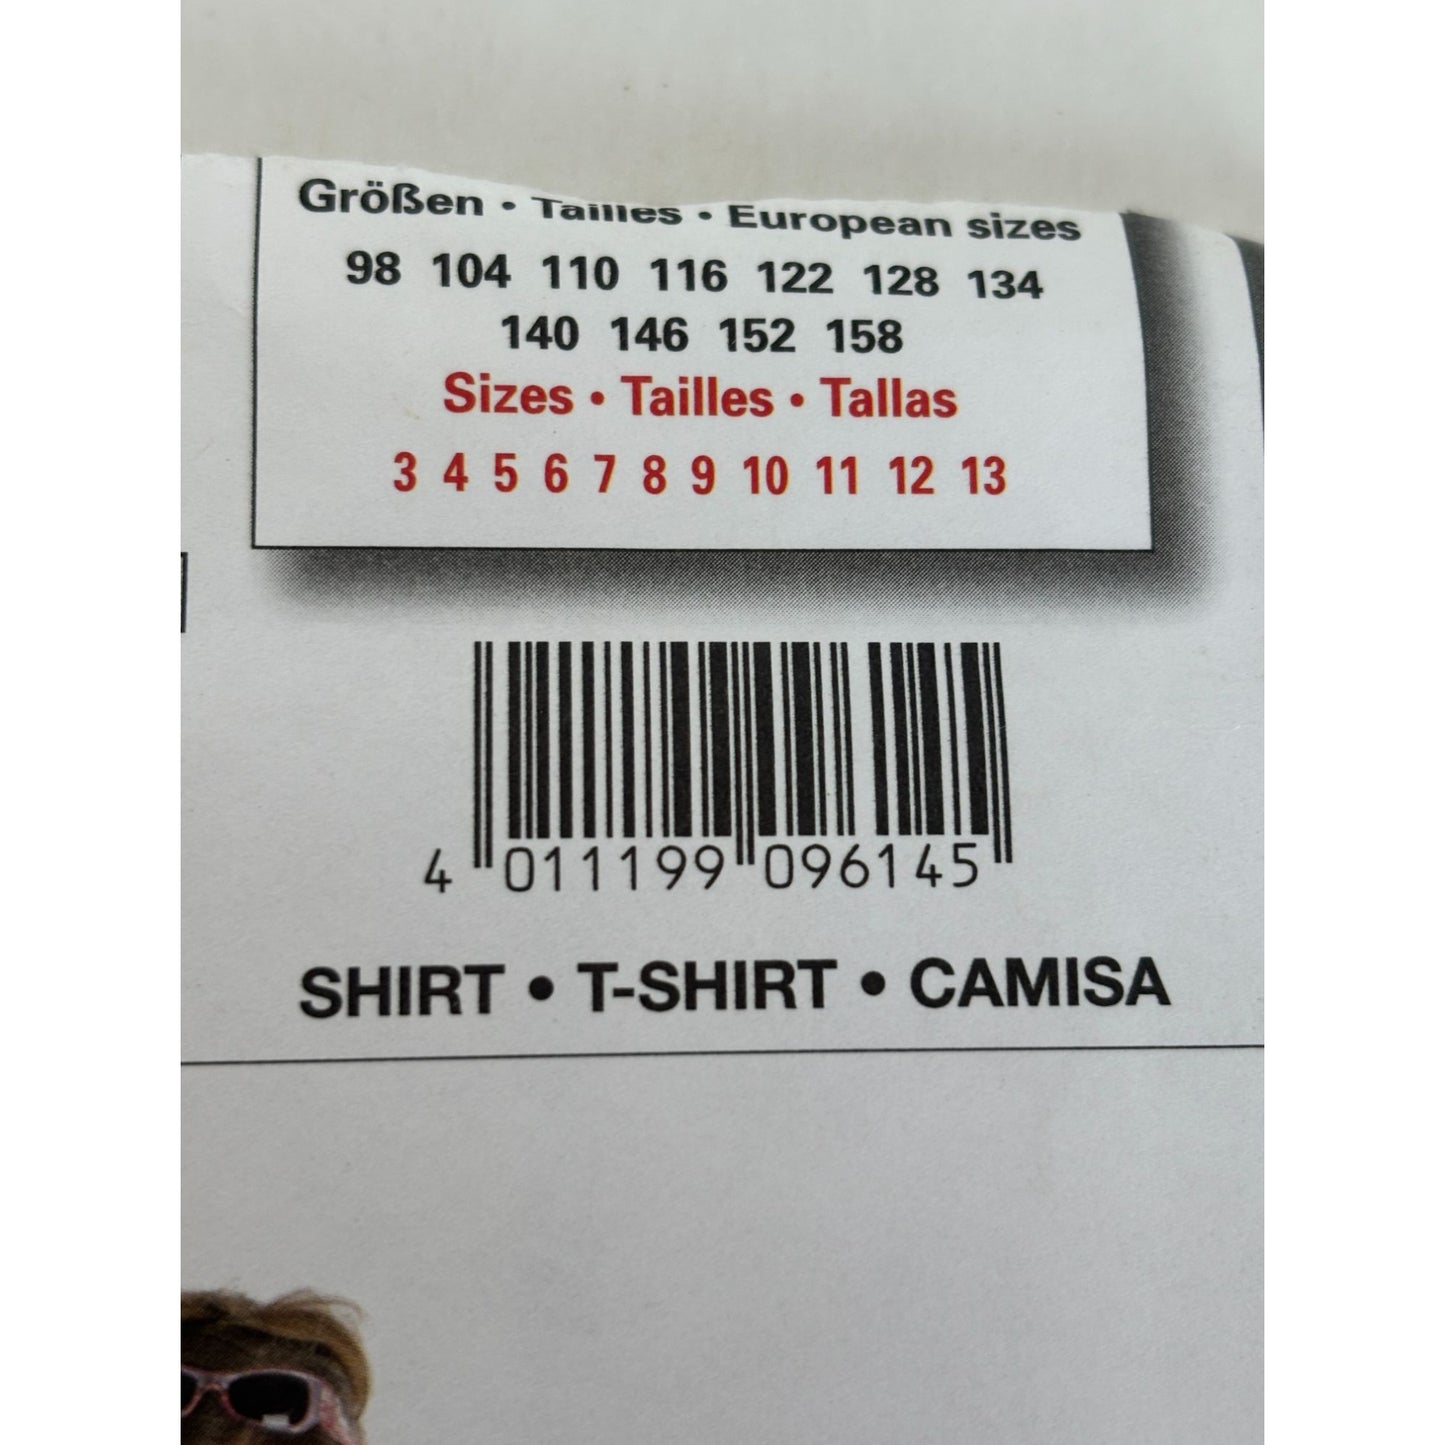 Größen • Tailles • European sizes
98 104 110 116 122 128 134
140 146 152 158
Sizes • Tailles • Tallas
3 4 5 6 7 8 9 10 11 12 13
4 011199 096145
SHIRT • T-SHIRT • CAMISA